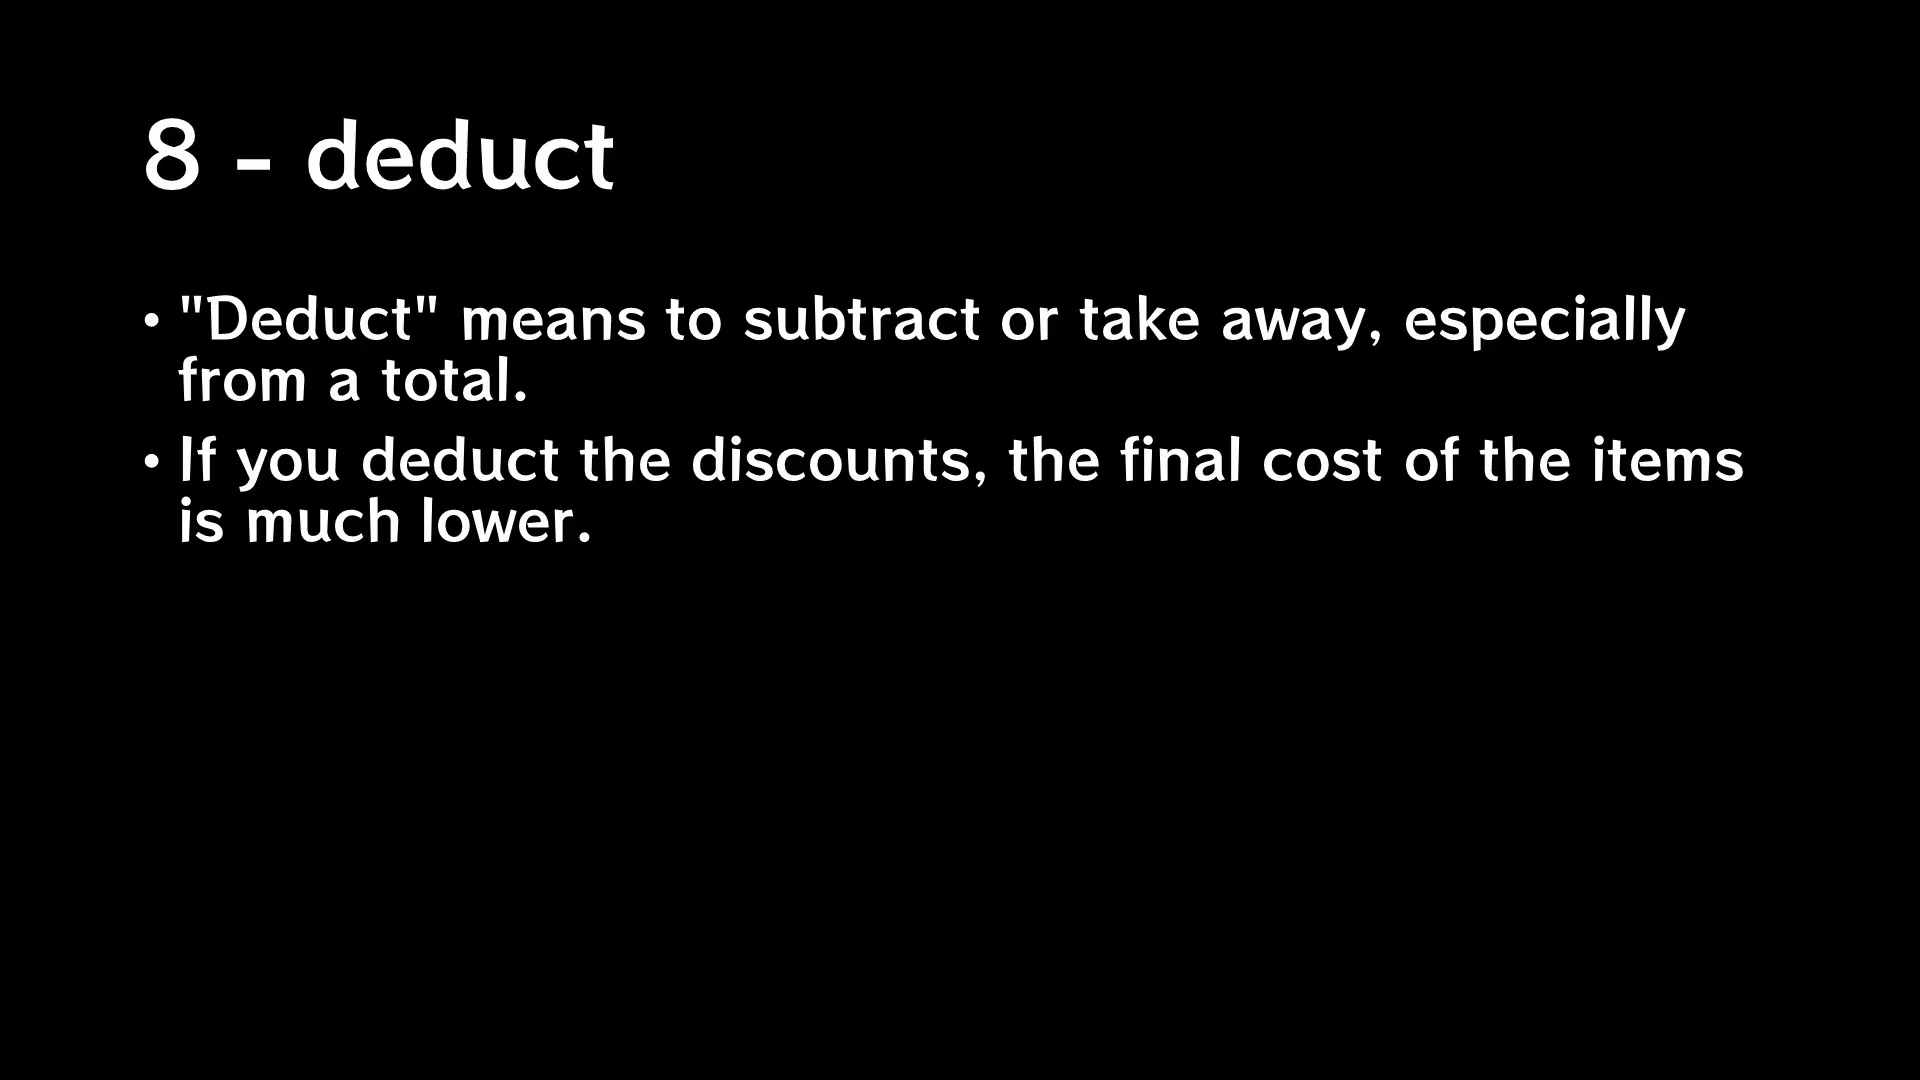 8 - deduct
• "Deduct" means to subtract or take away, especially
from a total.
• If you deduct the discounts, the final cost of the items
is much lower.